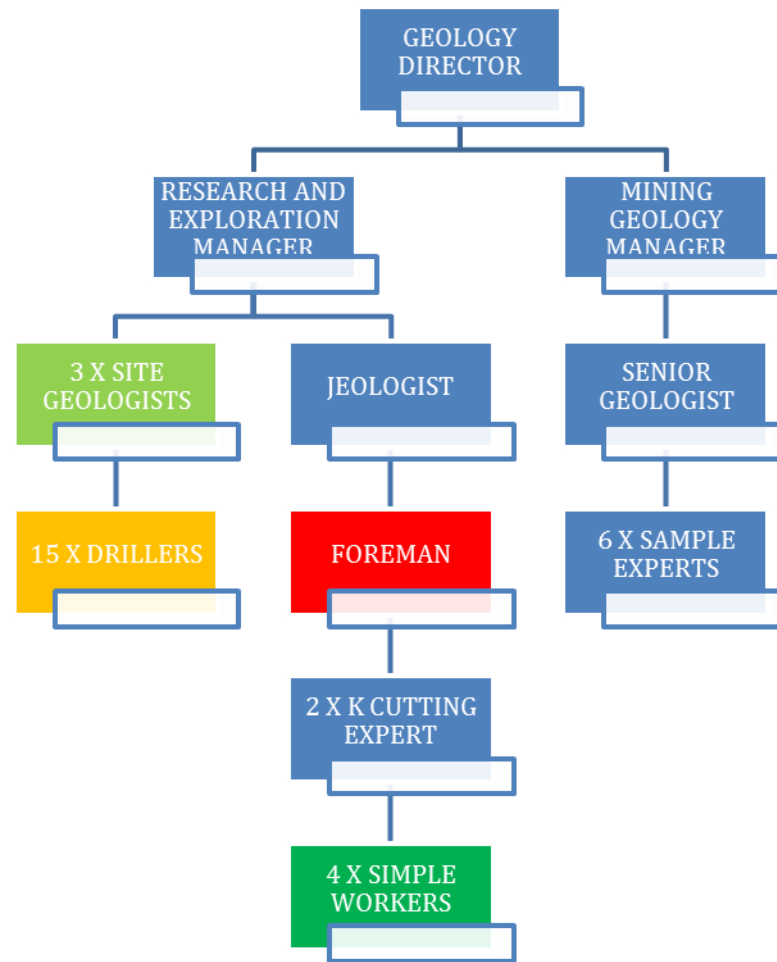 GEOLOGY
DIRECTOR
RESEARCH AND
EXPLORATION
MANAGER
MINING
GEOLOGY
MANAGER
3 X SITE
GEOLOGISTS
JEOLOGIST
SENIOR
GEOLOGIST
15 X DRILLERS
FOREMAN
6 X SAMPLE
EXPERTS
2 X K CUTTING
EXPERT
4 X SIMPLE
WORKERS